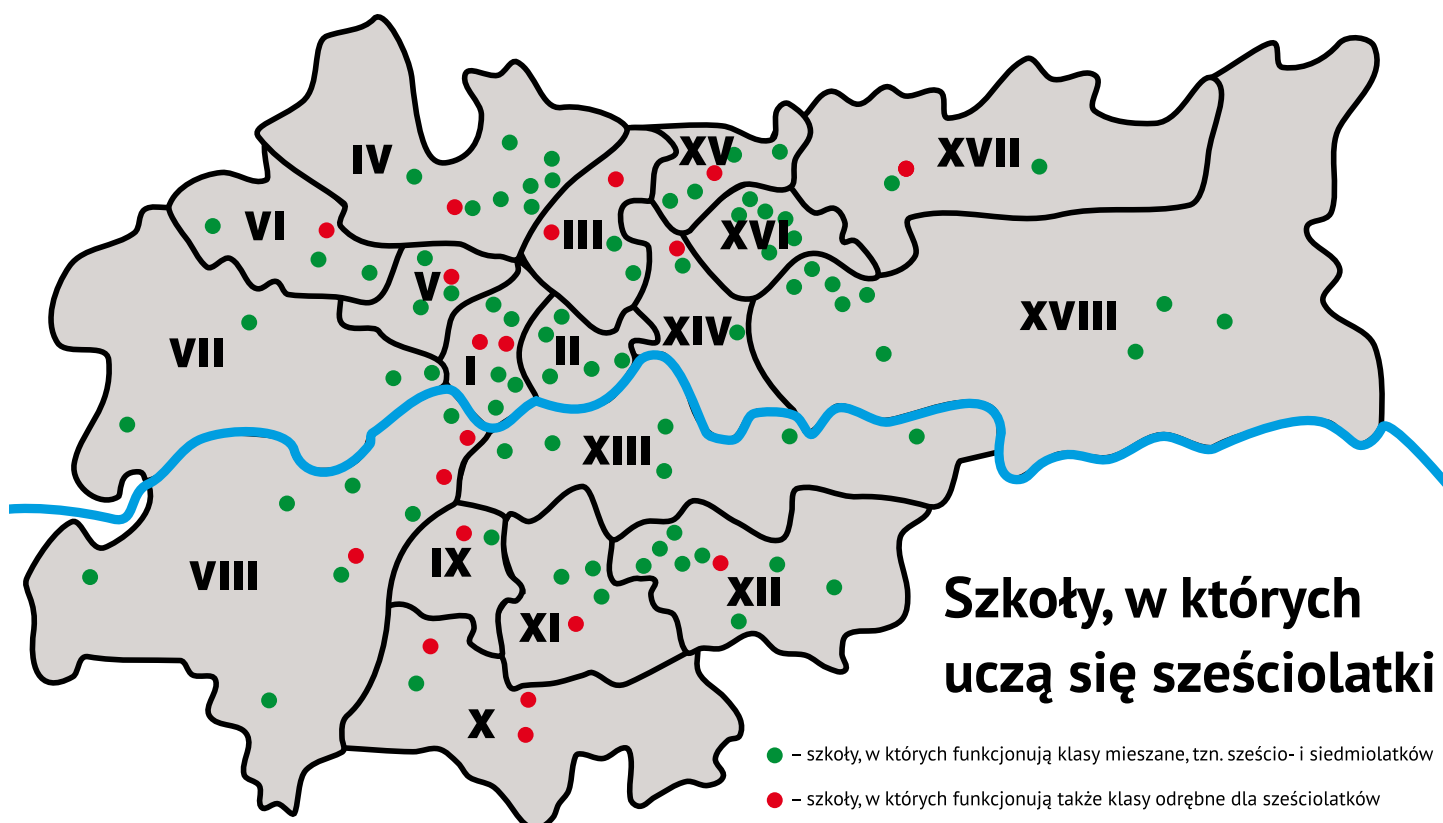 IV
XV
XVII
VI
III
XVI
V
VII
I
II
XIV
XVIII
XIII
VIII
IX
XI
XII
X
Szkoły, w których
uczą się sześciolatki
– szkoły, w których funkcjonują klasy mieszane, tzn. sześcio- i siedmiolatków
– szkoły, w których funkcjonują także klasy odrębne dla sześciolatków